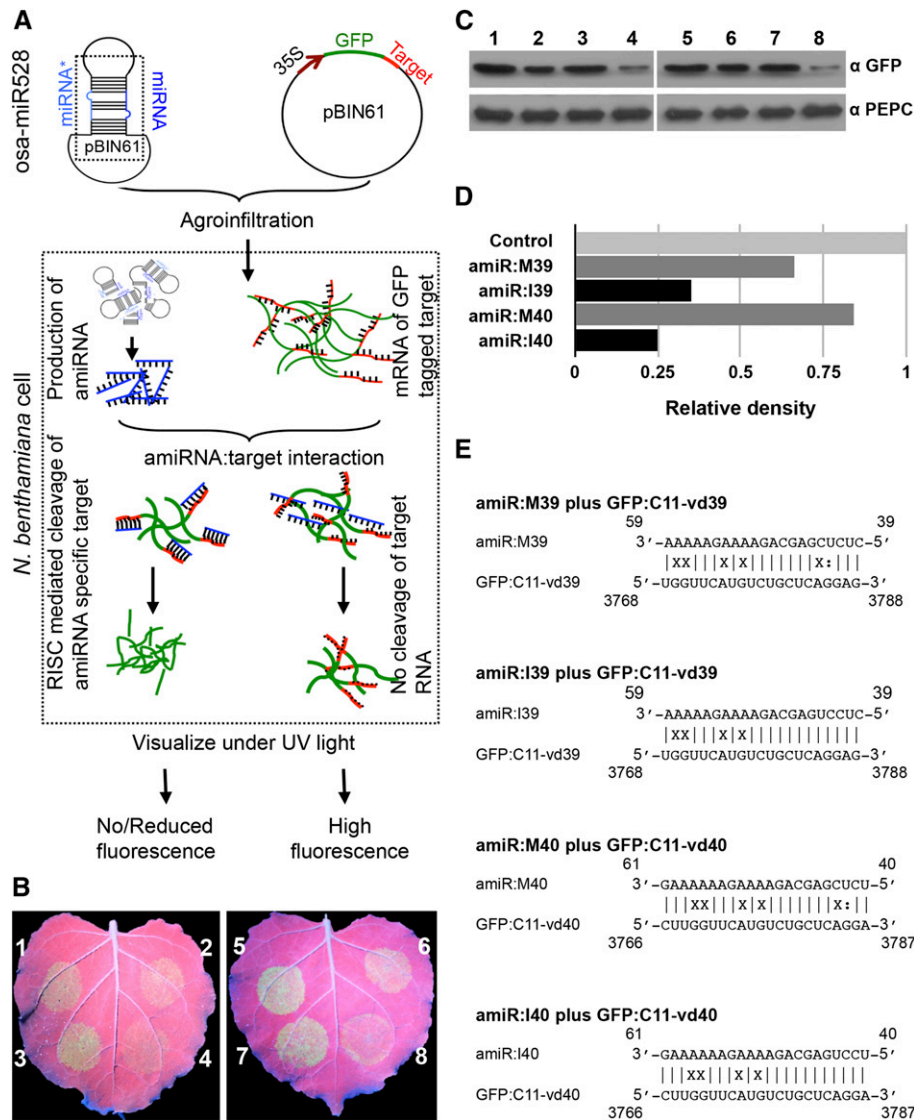 A
osa-miR528
miRNA*
miRNA
pBIN61
35S
GFP
Target
pBIN61
Agroinfiltration
N. benthamiana cell
Production of
amiRNA
mRNA of GFP
tagged target
amiRNA:target interaction
RISC mediated cleavage of
amiRNA specific target
No cleavage of target
RNA
Visualize under UV light
No/Reduced
fluorescence
High
fluorescence
B
1 2
3 4
5 6
7 8
C
1 2 3 4 5 6 7 8
α GFP
α PEPC
D
Control
amiR:M39
amiR:I39
amiR:M40
amiR:I40
0 0.25 0.5 0.75 1
Relative density
E
amiR:M39 plus GFP:C11-vd39
59 39
amiR:M39 3’-AAAAAGAAAAGACGAGCUCUC-5’
|xx|||x|x|||||||x:|||
GFP:C11-vd39 5’-UGGUUCAUGUCUGCUCAGGAG-3’
3768 3788
amiR:I39 plus GFP:C11-vd39
59 39
amiR:I39 3’-AAAAAGAAAAGACGAGUCCUC-5’
|xx|||x|x||||||||||||
GFP:C11-vd39 5’-UGGUUCAUGUCUGCUCAGGAG-3’
3768 3788
amiR:M40 plus GFP:C11-vd40
61 40
amiR:M40 3’-GAAAAAAGAAAAGACGAGCUCU-5’
|||xx|||x|x|||||||x:||
GFP:C11-vd40 5’-CUUGGUUCAUGUCUGCUCAGGA-3’
3766 3787
amiR:I40 plus GFP:C11-vd40
61 40
amiR:I40 3’-GAAAAAAGAAAAGACGAGUCCU-5’
|||xx|||x|x|||||||||||
GFP:C11-vd40 5’-CUUGGUUCAUGUCUGCUCAGGA-3’
3766 3787